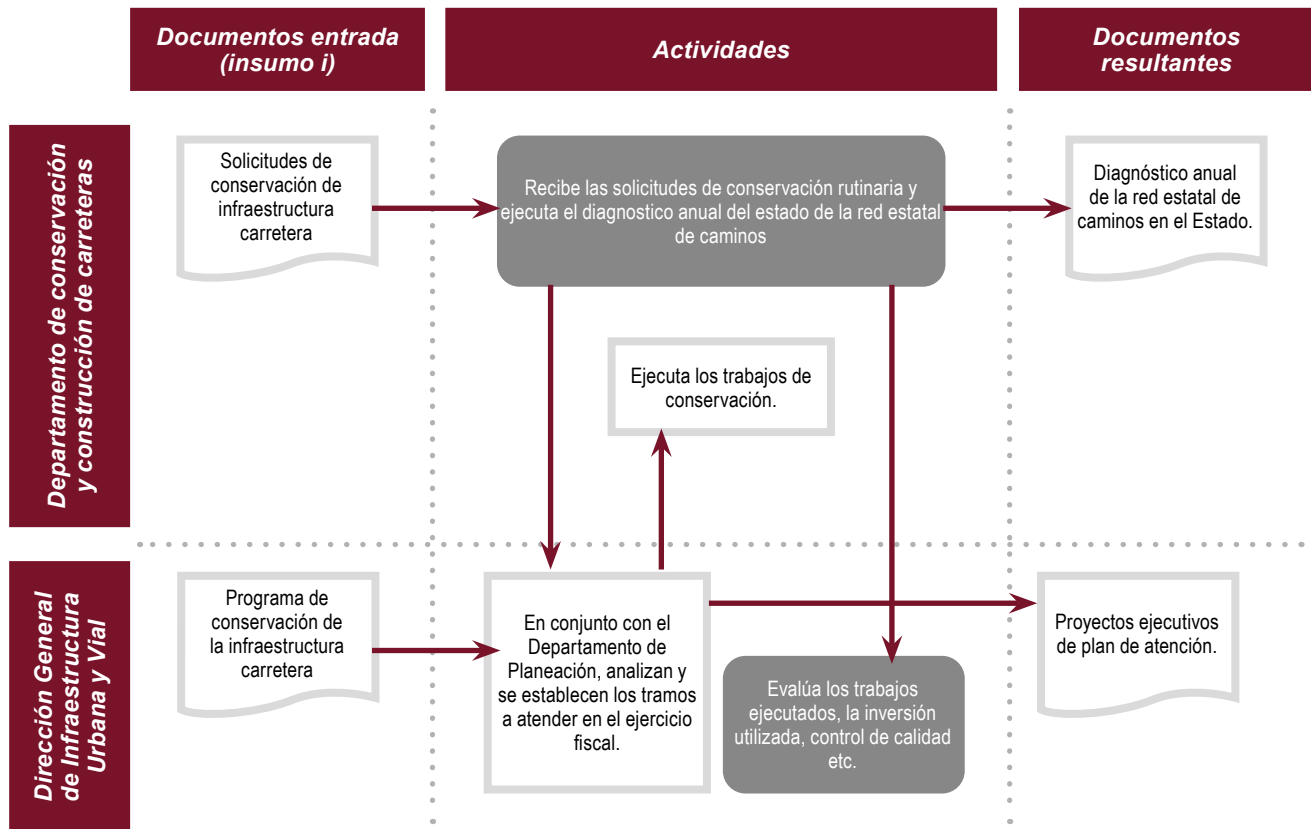 Documentos entrada
(insumo i)
Actividades
Documentos
resultantes
Departamento de conservación
y construcción de carreteras
Solicitudes de
conservación de
infraestructura
carretera
Recibe las solicitudes de conservación rutinaria y
ejecuta el diagnostico anual del estado de la red estatal
de caminos
Diagnóstico anual
de la red estatal de
caminos en el Estado.
Ejecuta los trabajos de
conservación.
Dirección General
de Infraestructura
Urbana y Vial
Programa de
conservación de
la infraestructura
carretera
En conjunto con el
Departamento de
Planeación, analizan y
se establecen los tramos
a atender en el ejercicio
fiscal.
Evalúa los trabajos
ejecutados, la inversión
utilizada, control de calidad
etc.
Proyectos ejecutivos
de plan de atención.